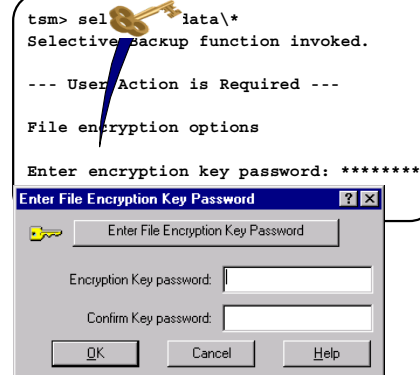 tsm> sel data\*
Selective Backup function invoked.
--- User Action is Required ---
File encryption options
Enter encryption key password: ********
Enter File Encryption Key Password
Enter File Encryption Key Password
Encryption Key password:
Confirm Key password:
OK
Cancel
Help